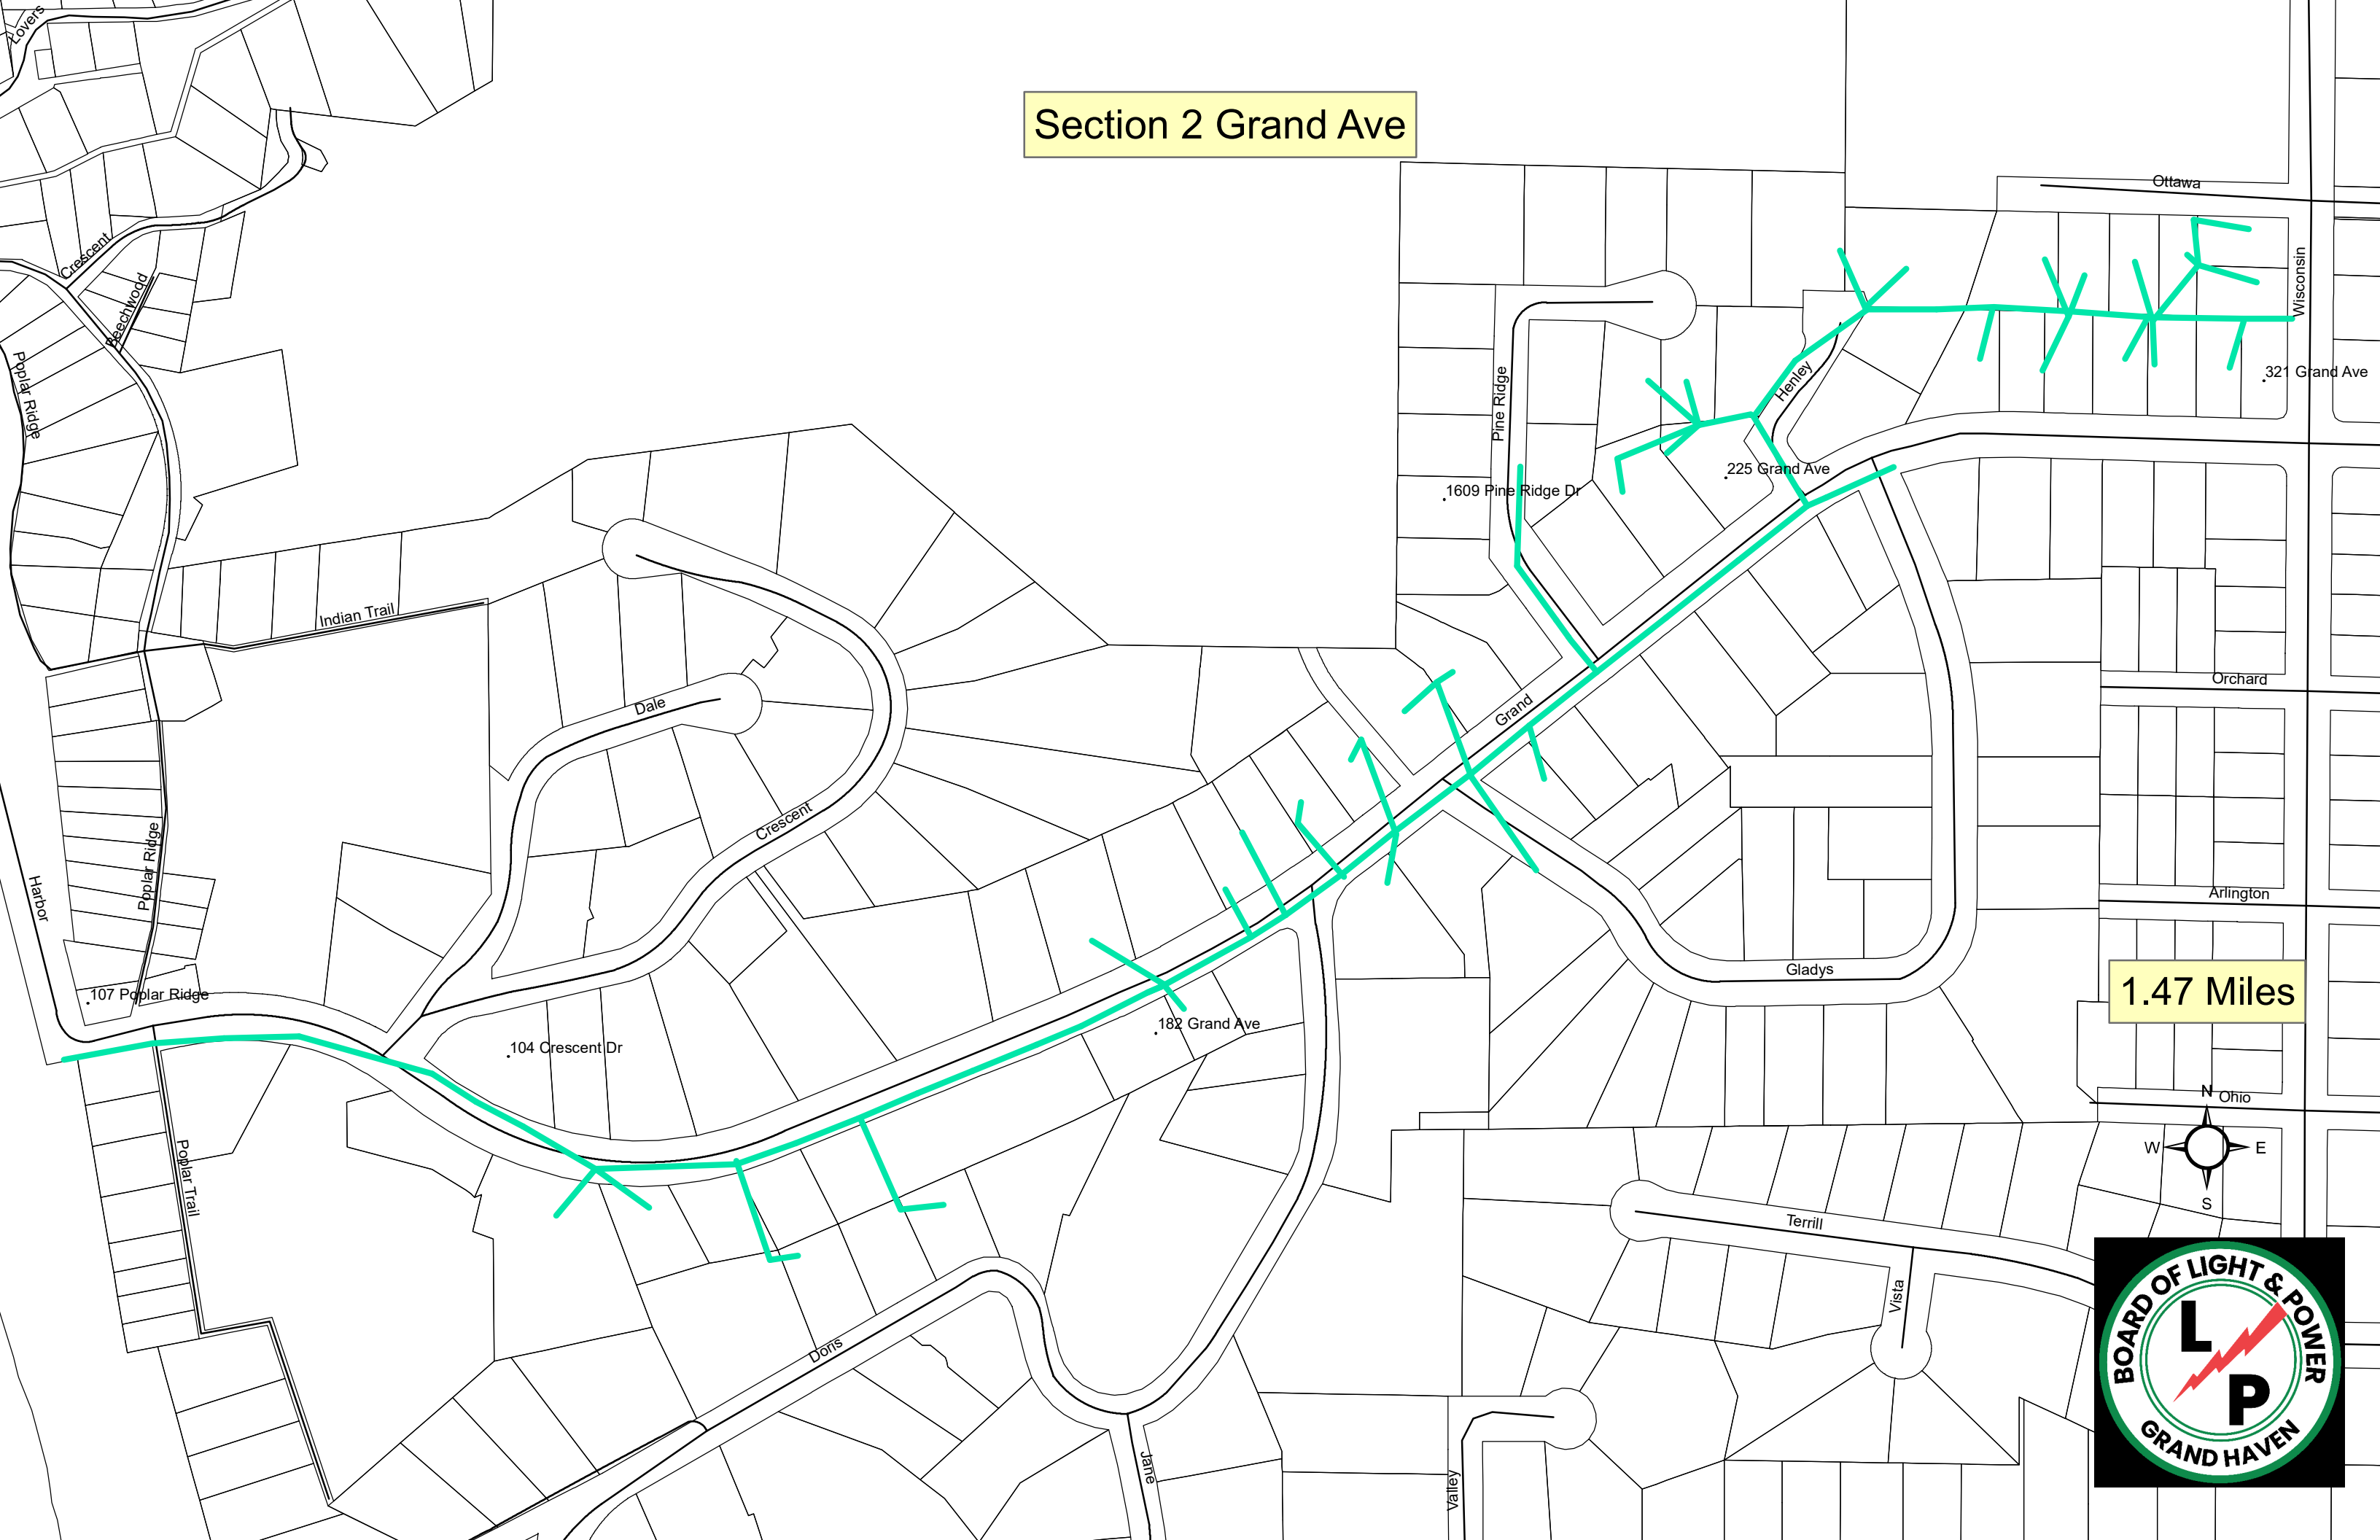 Lovers
Section 2 Grand Ave
Ottawa
Crescent
Beechwood
Wisconsin
Poplar Ridge
Henley
321 Grand Ave
Pine Ridge
225 Grand Ave
1609 Pine Ridge Dr
Indian Trail
Orchard
Dale
Grand
Crescent
Poplar Ridge
Harbor
Arlington
Gladys
1.47 Miles
107 Poplar Ridge
182 Grand Ave
104 Crescent Dr
N
Ohio
W
E
S
Poplar Trail
Terrill
Vista
Doris
Jane
Valley
BOARD OF LIGHT & POWER
L
P
GRAND HAVEN